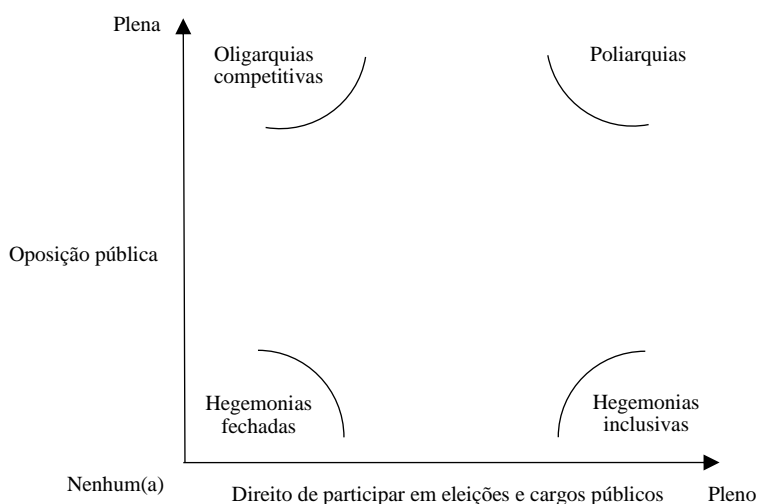 Plena
Oligarquias
competitivas
Poliarquias
Oposição pública
Hegemonias
fechadas
Hegemonias
inclusivas
Nenhum(a)
Direito de participar em eleições e cargos públicos
Pleno